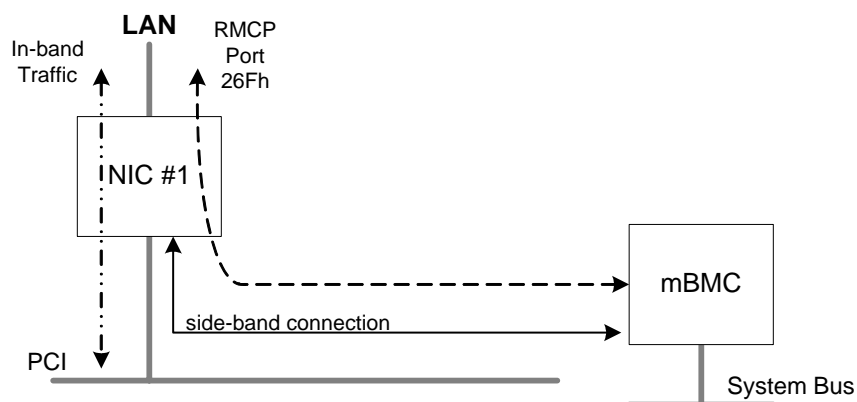 LAN
In-band
Traffic
RMCP
Port
26Fh
NIC #1
mBMC
side-band connection
PCI
System Bus